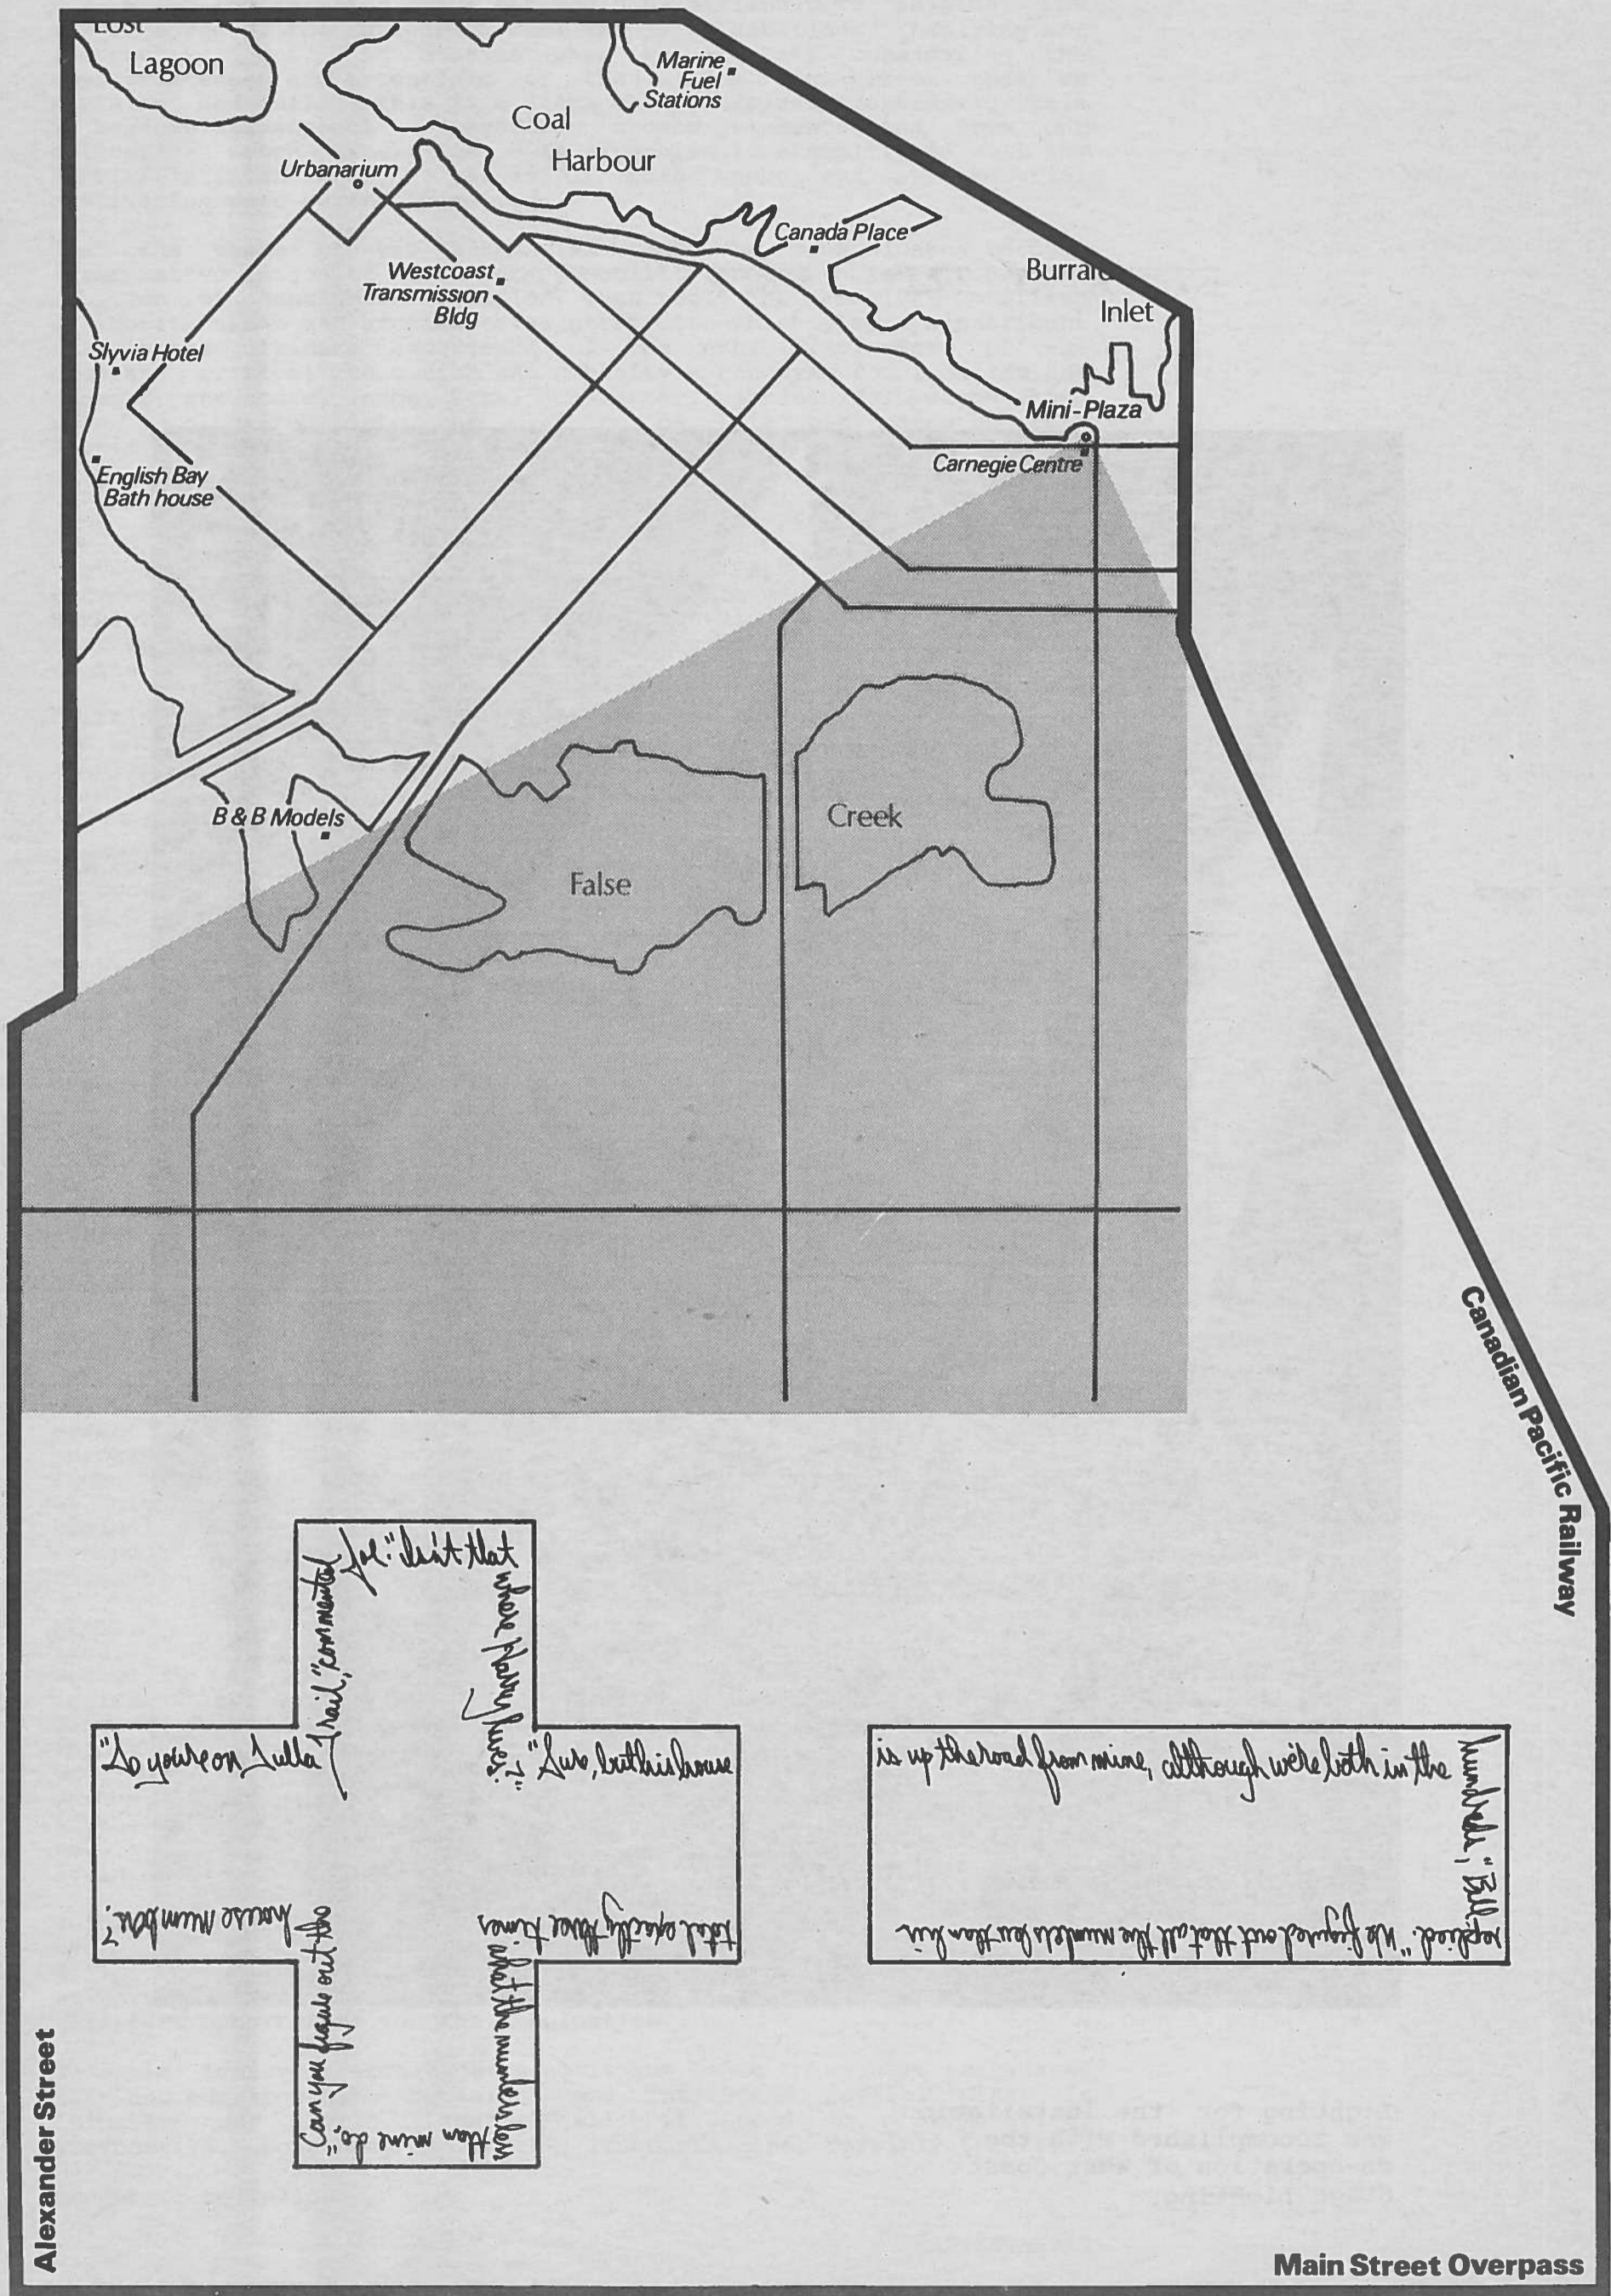 Lost
Lagoon
Marine
Fuel
Stations
Coal
Harbour
Urbanarium
Canada Place
Westcoast
Transmission
Bldg
Burrard
Inlet
Slyvia Hotel
Mini-Plaza
Carnegie Centre
English Bay
Bath house
B & B Models
Creek
False
Canadian Pacific Railway
"So you're on Tulla
Trail," commented
Joe. "Isn't that
where Harry lives?"
"Sure, but his house
is up the road from mine, although we're both in the
hundreds," Bill
replied. "We figured out that all the numbers less than his
total exactly three times
what the numbers less
than mine do."
Can you figure out the
house numbers?
Alexander Street
Main Street Overpass